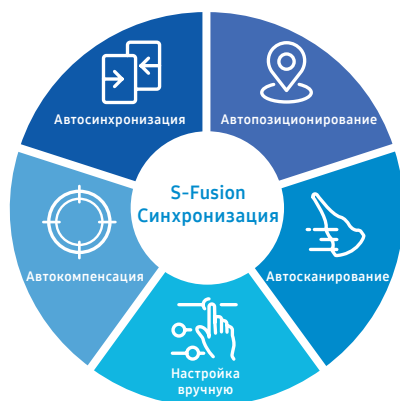 Автосинхронизация
Автопозиционирование
S-Fusion
Синхронизация
Автокомпенсация
Автосканирование
Настройка
вручную